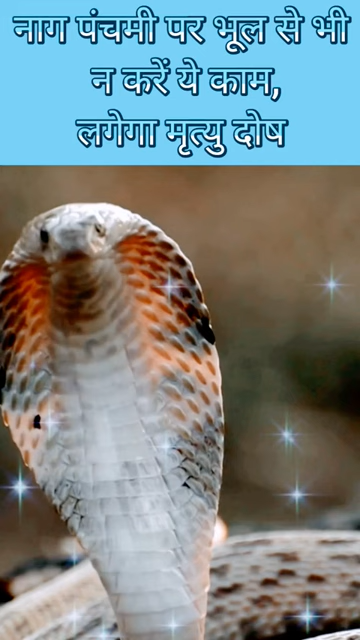 नाग पंचमी पर भूल से भी
न करें ये काम,
लगेगा मृत्यु दोष